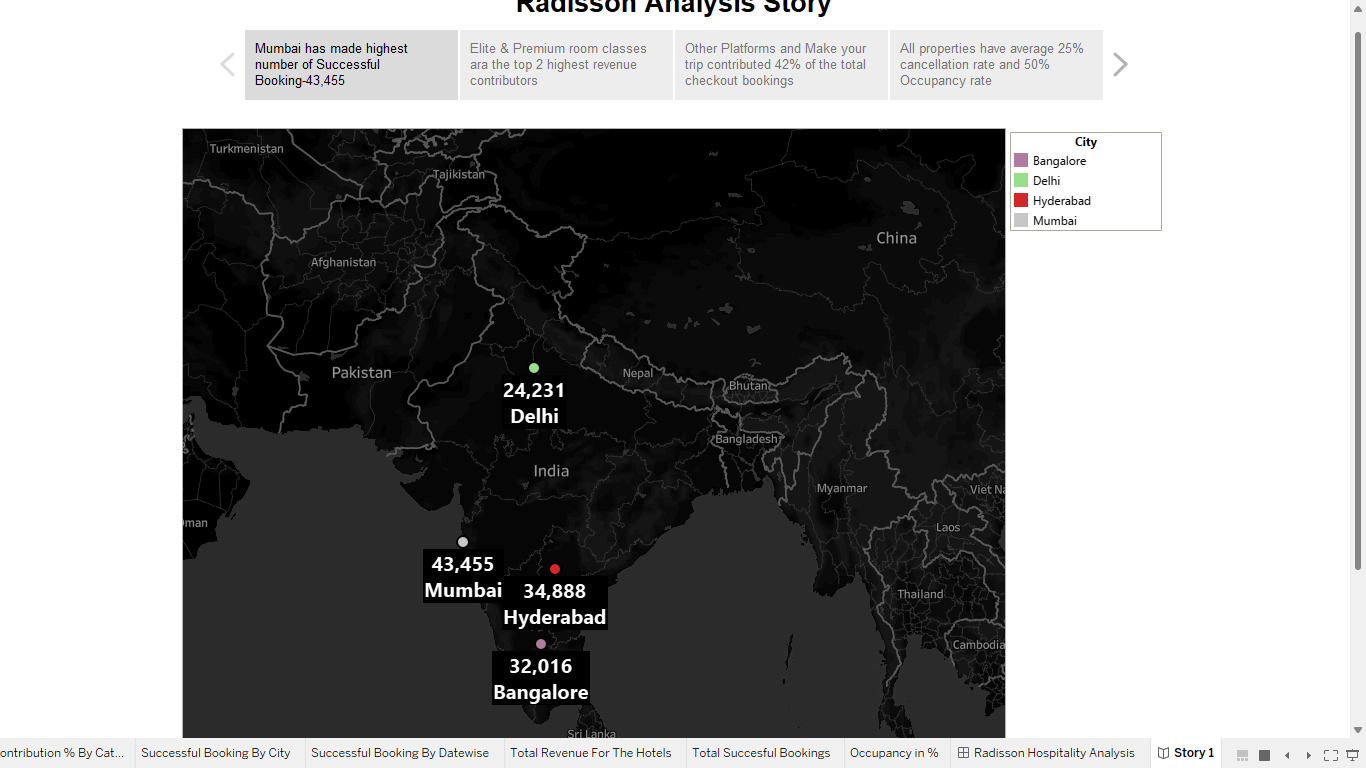 Radisson Analysis Story
Mumbai has made highest
number of Successful
Booking-43,455
Elite & Premium room classes
ara the top 2 highest revenue
contributors
Other Platforms and Make your
trip contributed 42% of the total
checkout bookings
All properties have average 25%
cancellation rate and 50%
Occupancy rate
City
Bangalore
Delhi
Hyderabad
Mumbai
Turkmenistan
Tajikistan
China
Afghanistan
Pakistan
Nepal
Bhutan
24,231
Delhi
Bangladesh
India
Myanmar
Viet Na
man
Laos
43,455
Mumbai
34,888
Hyderabad
Thailand
Cambodia
32,016
Bangalore
Sri Lanka
ontribution % By Cat...
Successful Booking By City
Successful Booking By Datewise
Total Revenue For The Hotels
Total Succesful Bookings
Occupancy in %
Radisson Hospitality Analysis
Story 1